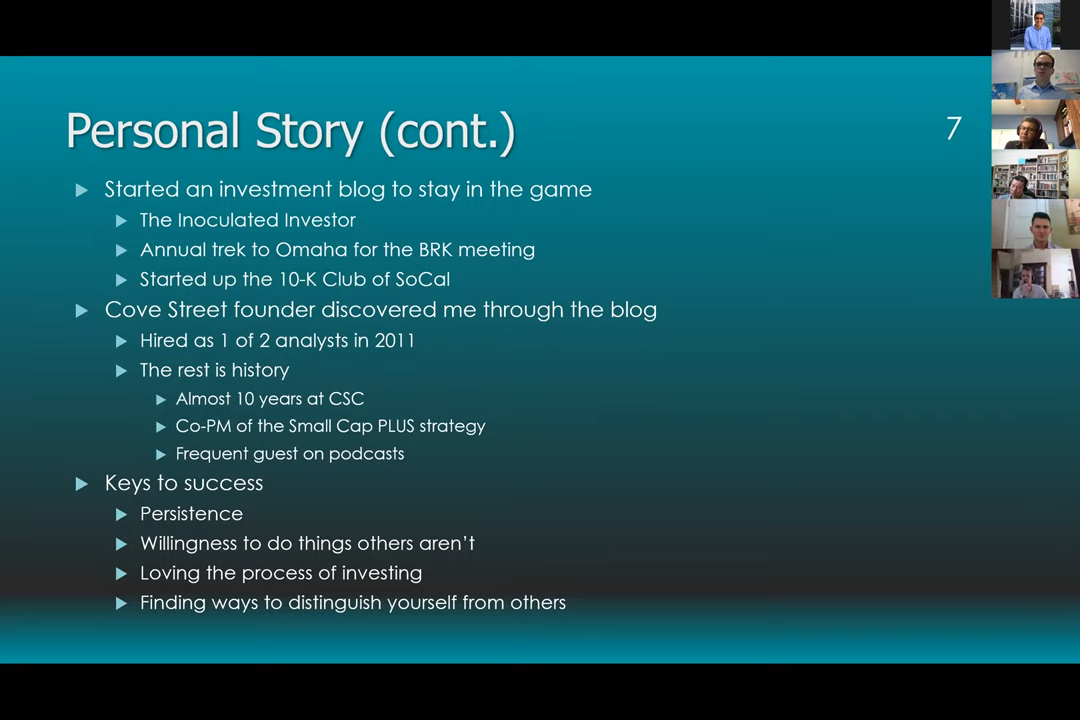 Personal Story (cont.)
7
Started an investment blog to stay in the game
The Inoculated Investor
Annual trek to Omaha for the BRK meeting
Started up the 10-K Club of SoCal
Cove Street founder discovered me through the blog
Hired as 1 of 2 analysts in 2011
The rest is history
Almost 10 years at CSC
Co-PM of the Small Cap PLUS strategy
Frequent guest on podcasts
Keys to success
Persistence
Willingness to do things others aren’t
Loving the process of investing
Finding ways to distinguish yourself from others